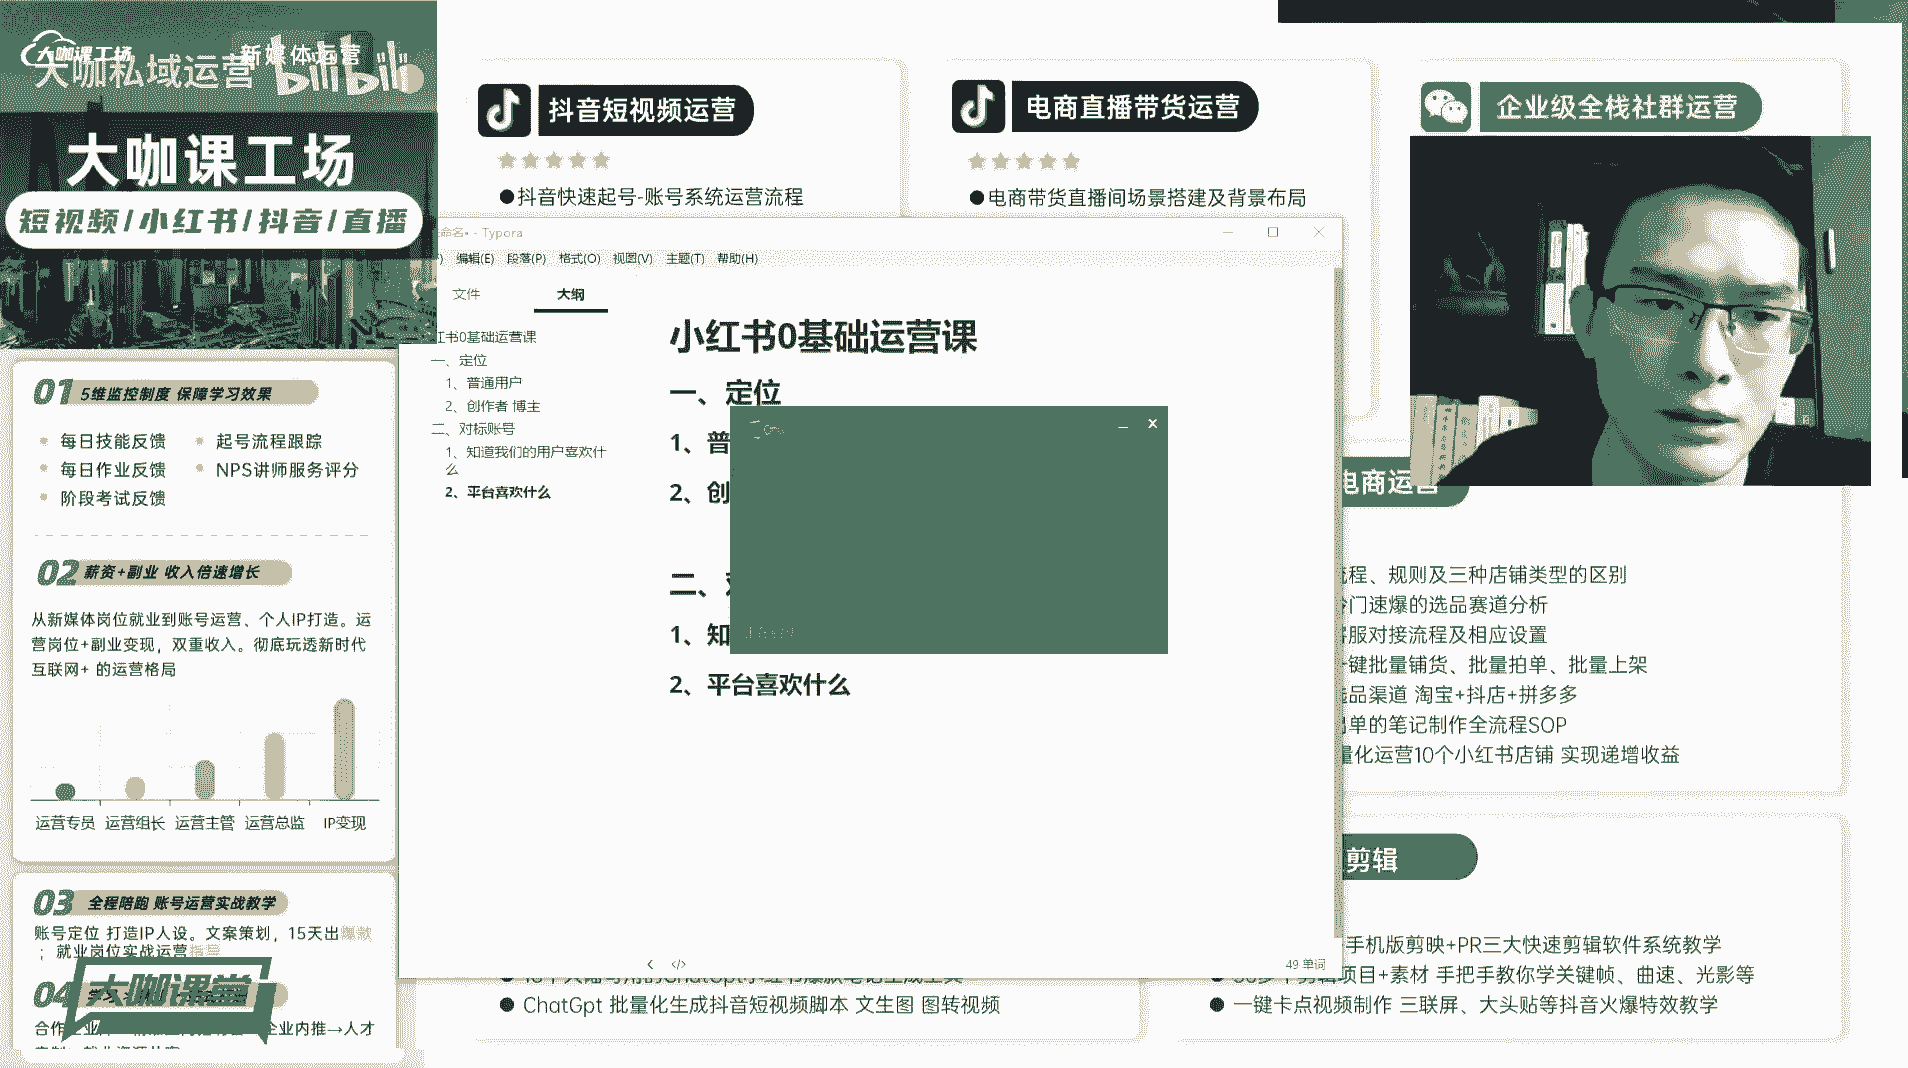 大咖课工场
新媒体运营
大咖私域运营
bilibili
大咖课工场
短视频/小红书/抖音/直播
01 5维监控制度 保障学习效果
每日技能反馈 起号流程跟踪
每日作业反馈 NPS讲师服务评分
阶段考试反馈
02 薪资+副业 收入倍速增长
从新媒体岗位就业到账号运营、个人IP打造。运
营岗位+副业变现，双重收入。彻底玩透新时代
互联网+ 的运营格局
运营专员 运营组长 运营主管 运营总监 IP变现
03 全程陪跑 账号运营实战教学
账号定位 打造IP人设。文案策划，15天出爆款
；就业岗位实战运营指导
04
大咖课堂
合作企业
企业内推→人才
抖音短视频运营
抖音快速起号-账号系统运营流程
电商直播带货运营
电商带货直播间场景搭建及背景布局
企业级全栈社群运营
命名• - Typora
编辑(E) 段落(P) 格式(O) 视图(V) 主题(T) 帮助(H)
文件 大纲
红书0基础运营课
一、定位
1、普通用户
2、创作者 博主
二、对标账号
1、知道我们的用户喜欢什
么
2、平台喜欢什么
小红书0基础运营课
一、定位
1、普
2、创
二、对
1、知
2、平台喜欢什么
49 单词
电商运营
流程、规则及三种店铺类型的区别
冷门速爆的选品赛道分析
客服对接流程及相应设置
一键批量铺货、批量拍单、批量上架
选品渠道 淘宝+抖店+拼多多
出单的笔记制作全流程SOP
量化运营10个小红书店铺 实现递增收益
剪辑
手机版剪映+PR三大快速剪辑软件系统教学
30多个剪辑项目+素材 手把手教你学关键帧、曲速、光影等
一键卡点视频制作 三联屏、大头贴等抖音火爆特效教学
ChatGpt 批量化生成抖音短视频脚本 文生图 图转视频